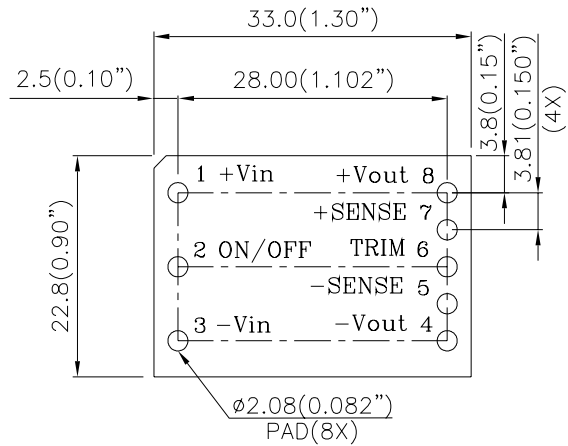 33.0(1.30")
2.5(0.10")
28.00(1.102")
3.8(0.15")
3.81(0.150")
(4X)
1 +Vin
+Vout 8
+SENSE 7
2 ON/OFF
TRIM 6
−SENSE 5
3 −Vin
−Vout 4
22.8(0.90")
ø2.08(0.082")
PAD(8X)